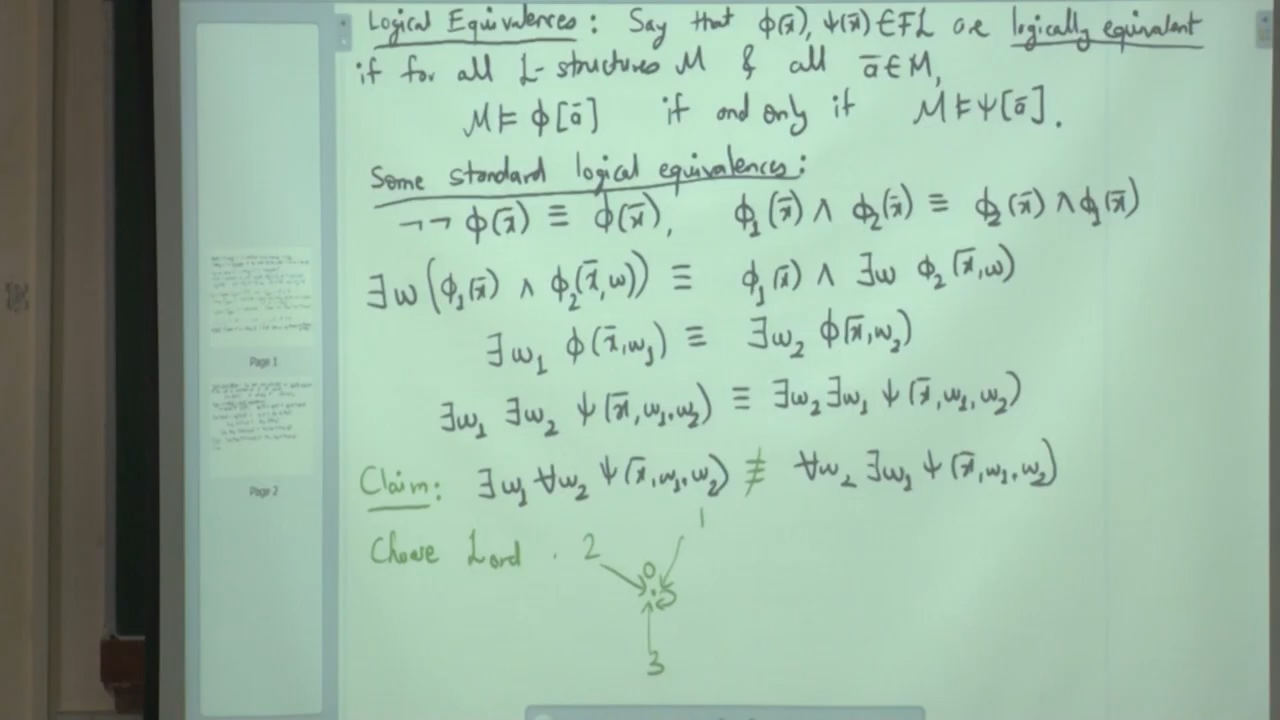 Logical Equivalences : Say that ϕ(x̄), ψ(x̄) ∈ FL are logically equivalent
if for all L-structures M & all ā ∈ M,
M ⊨ ϕ[ā] if and only if M ⊨ ψ[ā].
Some standard logical equivalences:
¬¬ ϕ(x̄) ≡ ϕ(x̄), ϕ₁(x̄) ∧ ϕ₂(x̄) ≡ ϕ₂(x̄) ∧ ϕ₁(x̄)
∃w (ϕ₁(x̄) ∧ ϕ₂(x̄,w)) ≡ ϕ₁(x̄) ∧ ∃w ϕ₂(x̄,w)
∃w₁ ϕ(x̄,w₁) ≡ ∃w₂ ϕ(x̄,w₂)
∃w₁ ∃w₂ ψ(x̄,w₁,w₂) ≡ ∃w₂∃w₁ ψ(x̄,w₁,w₂)
Claim: ∃w₁ ∀w₂ ψ(x̄,w₁,w₂) ≢ ∀w₂ ∃w₁ ψ(x̄,w₁,w₂)
Choose Lord . 2
1
0
3
Page 1
Page 2